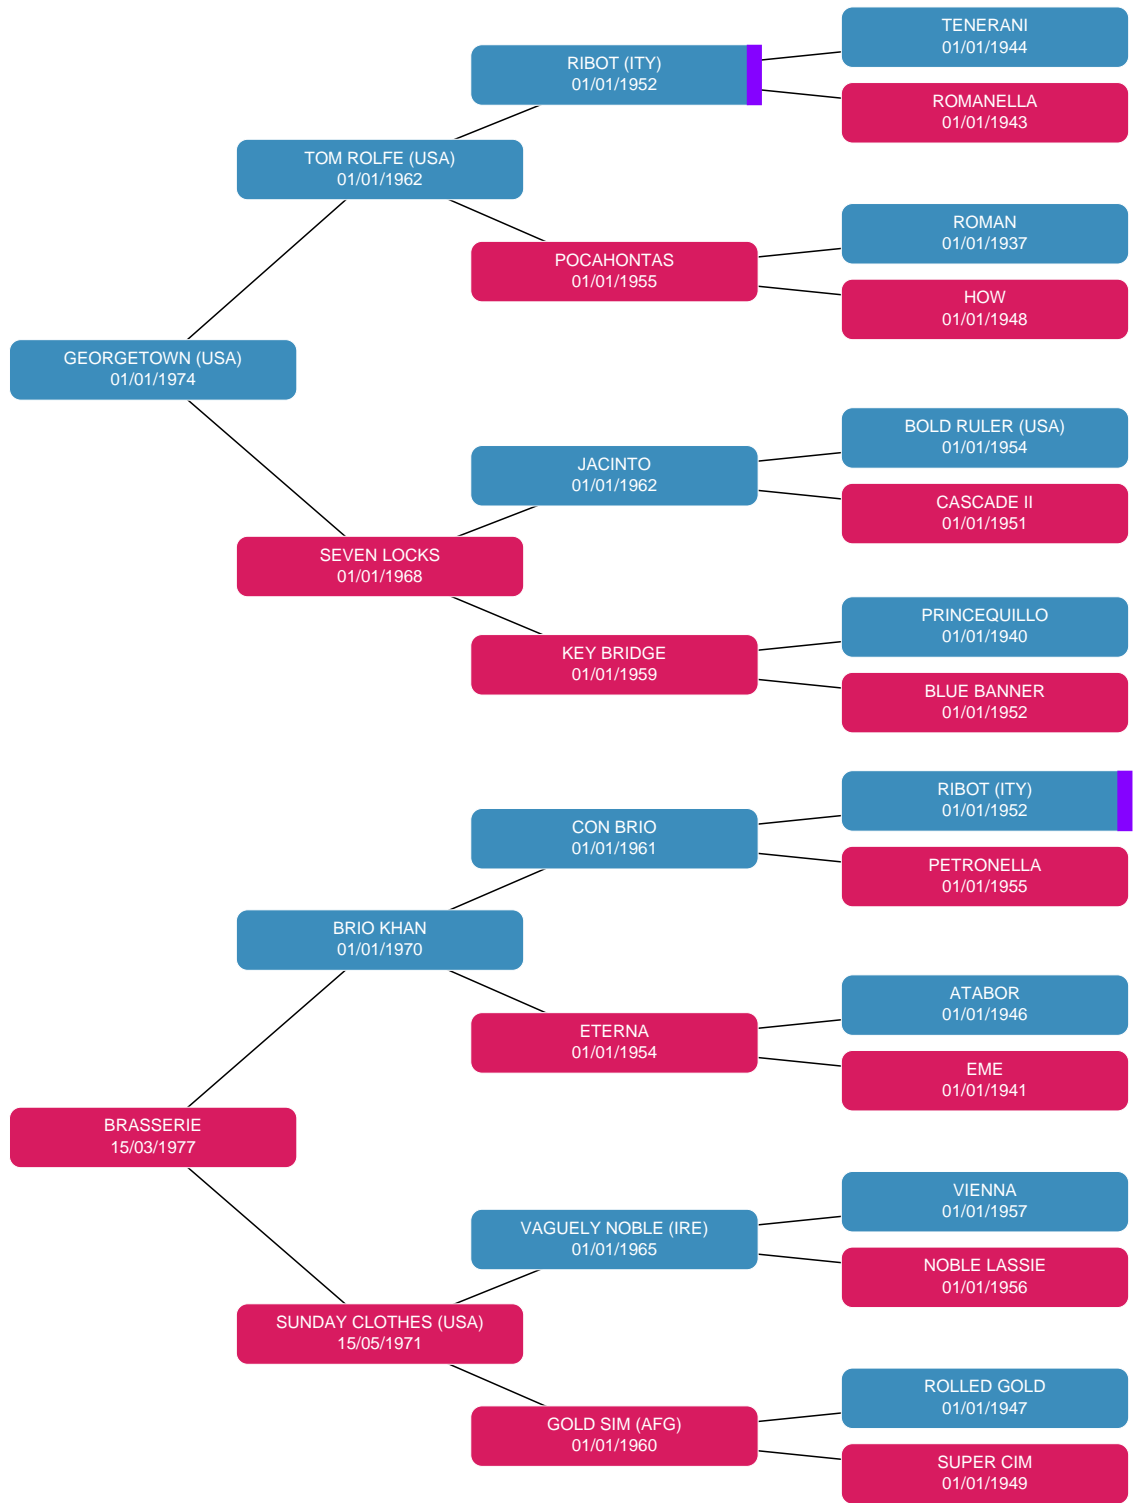 TENERANI
01/01/1944
RIBOT (ITY)
01/01/1952
ROMANELLA
01/01/1943
TOM ROLFE (USA)
01/01/1962
ROMAN
01/01/1937
POCAHONTAS
01/01/1955
HOW
01/01/1948
GEORGETOWN (USA)
01/01/1974
BOLD RULER (USA)
01/01/1954
JACINTO
01/01/1962
CASCADE II
01/01/1951
SEVEN LOCKS
01/01/1968
PRINCEQUILLO
01/01/1940
KEY BRIDGE
01/01/1959
BLUE BANNER
01/01/1952
RIBOT (ITY)
01/01/1952
CON BRIO
01/01/1961
PETRONELLA
01/01/1955
BRIO KHAN
01/01/1970
ATABOR
01/01/1946
ETERNA
01/01/1954
EME
01/01/1941
BRASSERIE
15/03/1977
VIENNA
01/01/1957
VAGUELY NOBLE (IRE)
01/01/1965
NOBLE LASSIE
01/01/1956
SUNDAY CLOTHES (USA)
15/05/1971
ROLLED GOLD
01/01/1947
GOLD SIM (AFG)
01/01/1960
SUPER CIM
01/01/1949